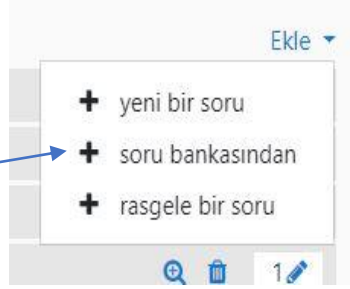 Ekle
yeni bir soru
soru bankasından
rasgele bir soru
1